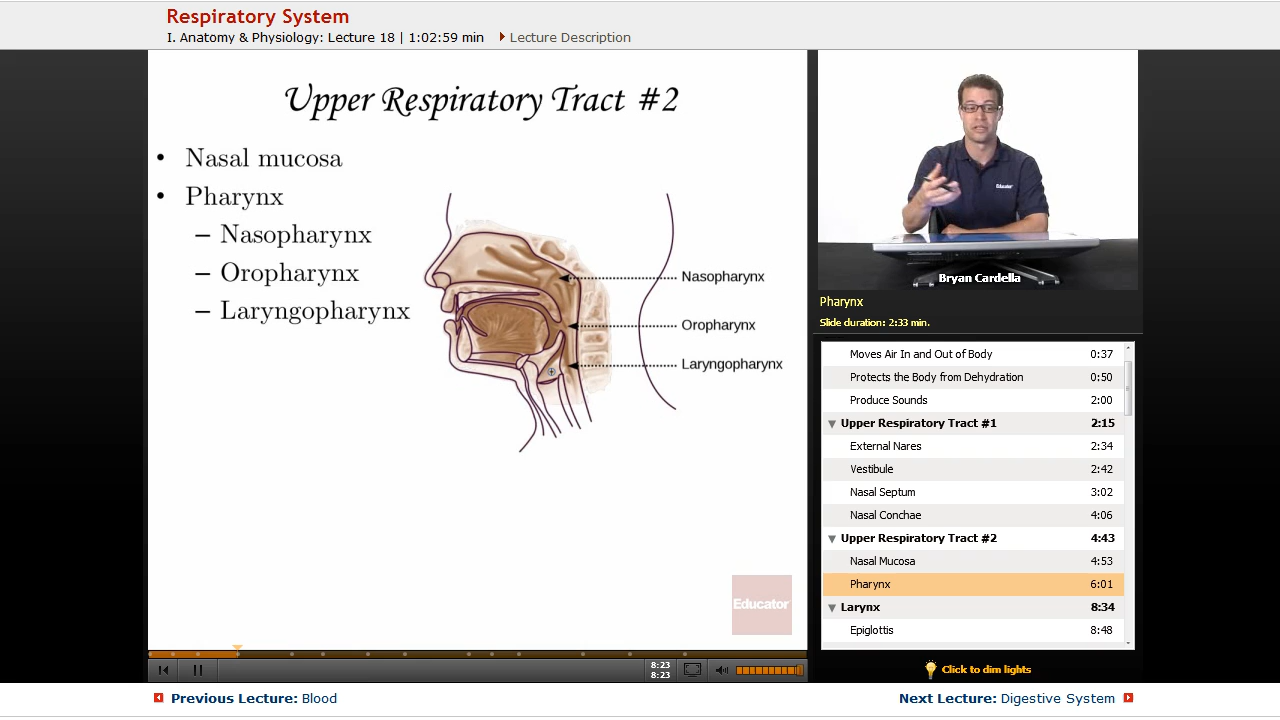 Respiratory System
I. Anatomy & Physiology: Lecture 18 | 1:02:59 min Lecture Description
Upper Respiratory Tract #2
• Nasal mucosa
• Pharynx
– Nasopharynx
– Oropharynx
– Laryngopharynx
Nasopharynx
Oropharynx
Laryngopharynx
Educator
Educator
Bryan Cardella
Pharynx
Slide duration: 2:33 min.
Moves Air In and Out of Body 0:37
Protects the Body from Dehydration 0:50
Produce Sounds 2:00
Upper Respiratory Tract #1 2:15
External Nares 2:34
Vestibule 2:42
Nasal Septum 3:02
Nasal Conchae 4:06
Upper Respiratory Tract #2 4:43
Nasal Mucosa 4:53
Pharynx 6:01
Larynx 8:34
Epiglottis 8:48
8:23
8:23
Click to dim lights
Previous Lecture: Blood
Next Lecture: Digestive System